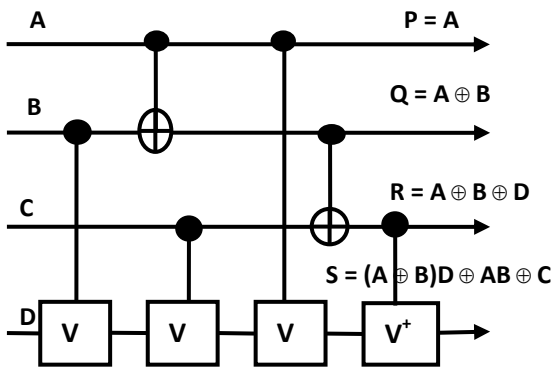 A P = A
B Q = A ⊕ B
C R = A ⊕ B ⊕ D
S = (A ⊕ B)D ⊕ AB ⊕ C
D V V V V⁺